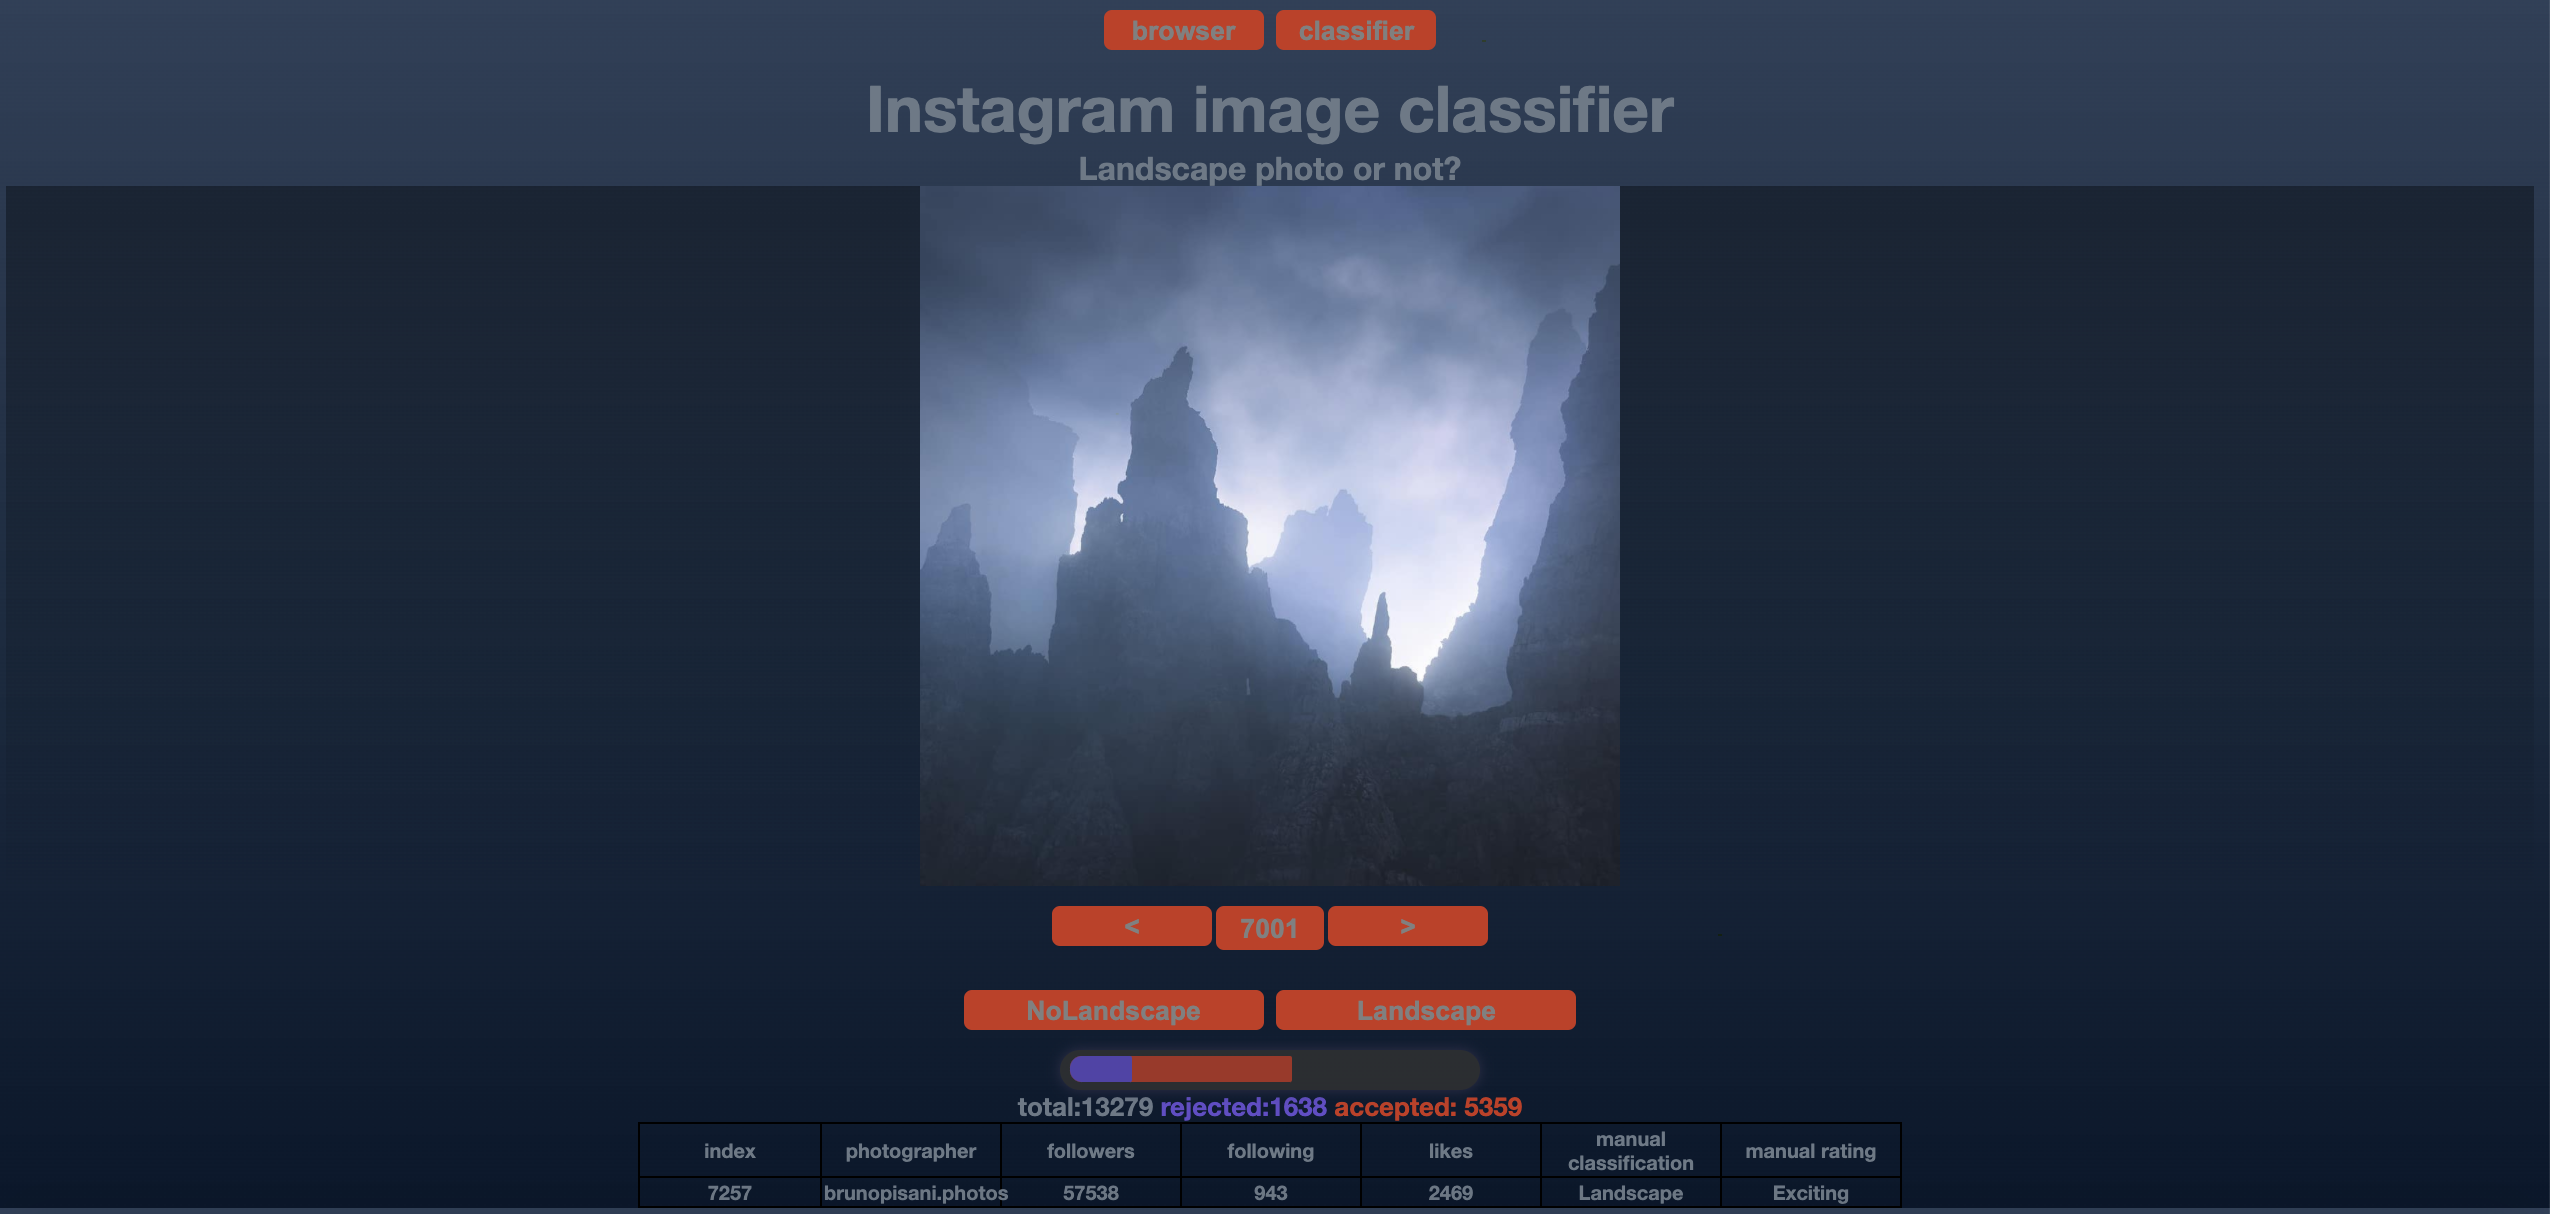 browser classifier
Instagram image classifier
Landscape photo or not?
< 7001 >
NoLandscape Landscape
total:13279 rejected:1638 accepted: 5359
index photographer followers following likes manual classification manual rating
7257 brunopisani.photos 57538 943 2469 Landscape Exciting